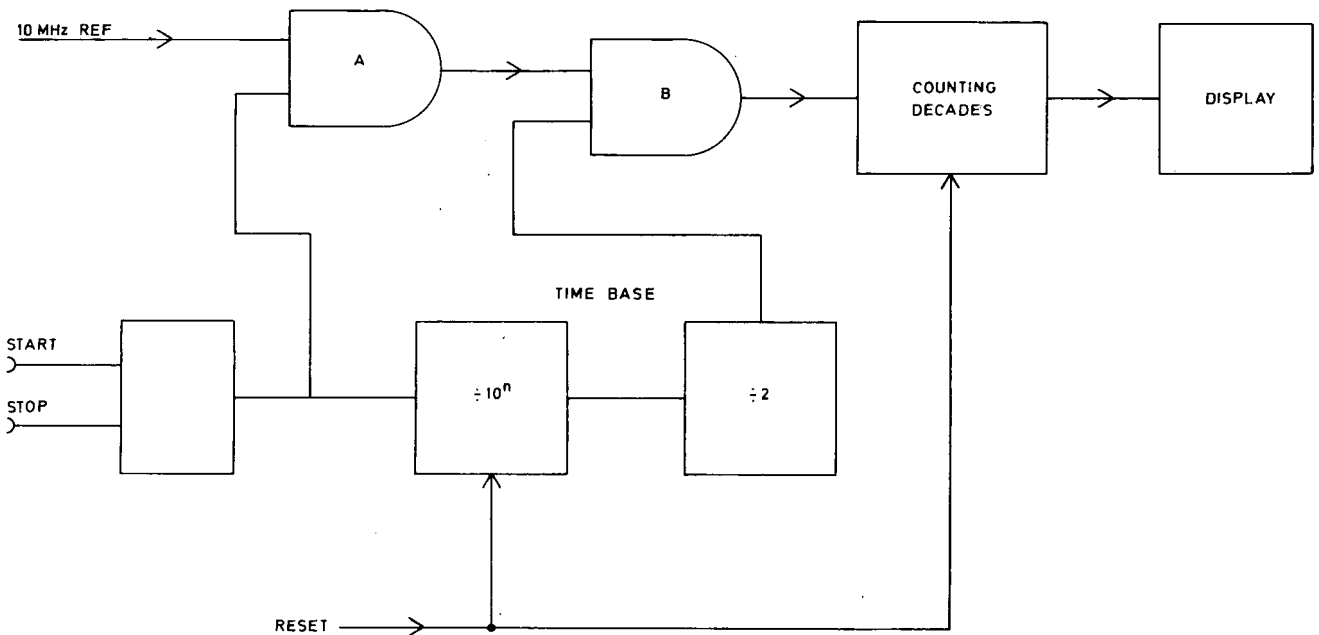 10 MHz REF
A
B
COUNTING
DECADES
DISPLAY
TIME BASE
START
STOP
÷10ⁿ
÷2
RESET